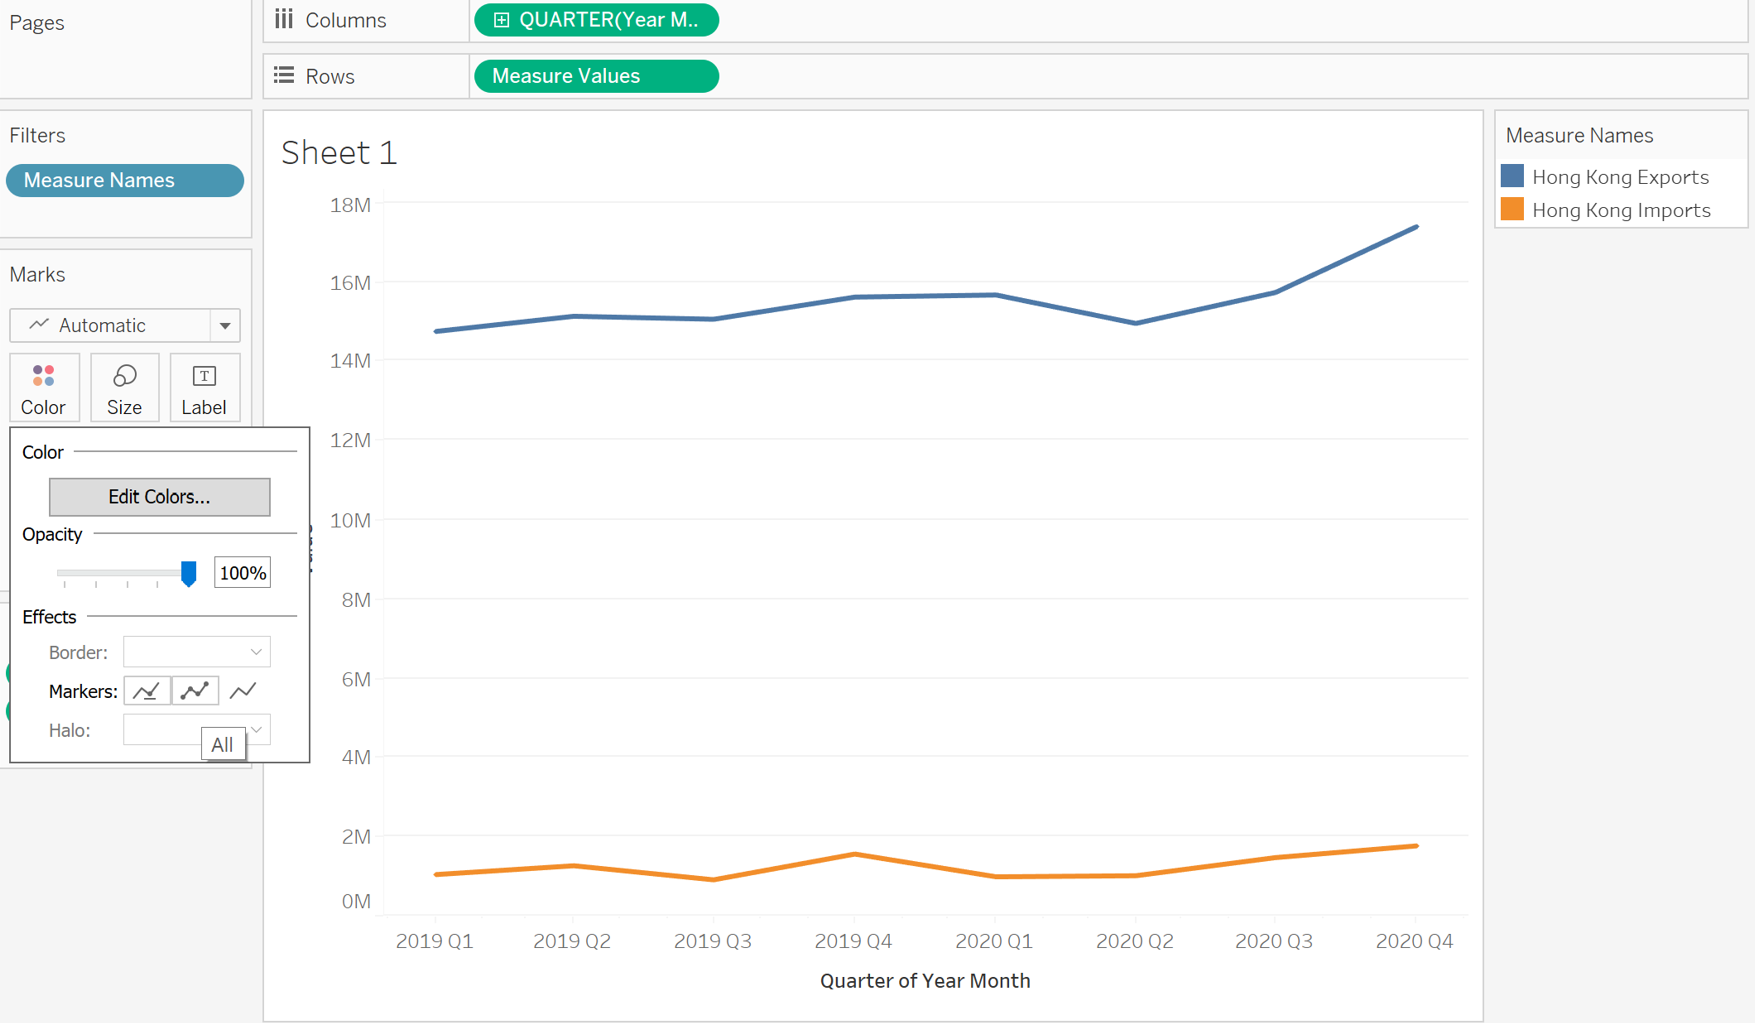 Pages
Columns
QUARTER(Year M..
Rows
Measure Values
Filters
Measure Names
Marks
Automatic
Color
Size
Label
Color
Edit Colors...
Opacity
100%
Effects
Border:
Markers:
Halo:
All
Sheet 1
18M
16M
14M
12M
10M
8M
6M
4M
2M
0M
2019 Q1
2019 Q2
2019 Q3
2019 Q4
2020 Q1
2020 Q2
2020 Q3
2020 Q4
Quarter of Year Month
Measure Names
Hong Kong Exports
Hong Kong Imports